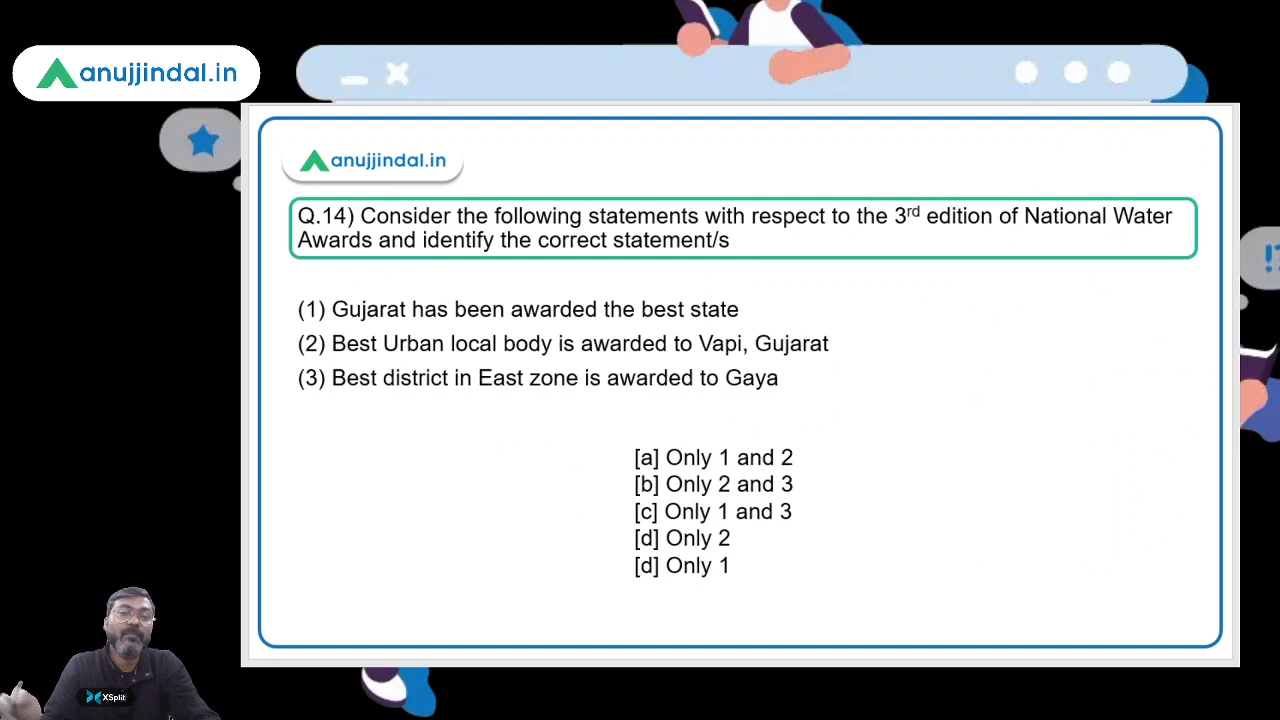 anujjindal.in
anujjindal.in
Q.14) Consider the following statements with respect to the 3rd edition of National Water
Awards and identify the correct statement/s
(1) Gujarat has been awarded the best state
(2) Best Urban local body is awarded to Vapi, Gujarat
(3) Best district in East zone is awarded to Gaya
[a] Only 1 and 2
[b] Only 2 and 3
[c] Only 1 and 3
[d] Only 2
[d] Only 1
XSplit